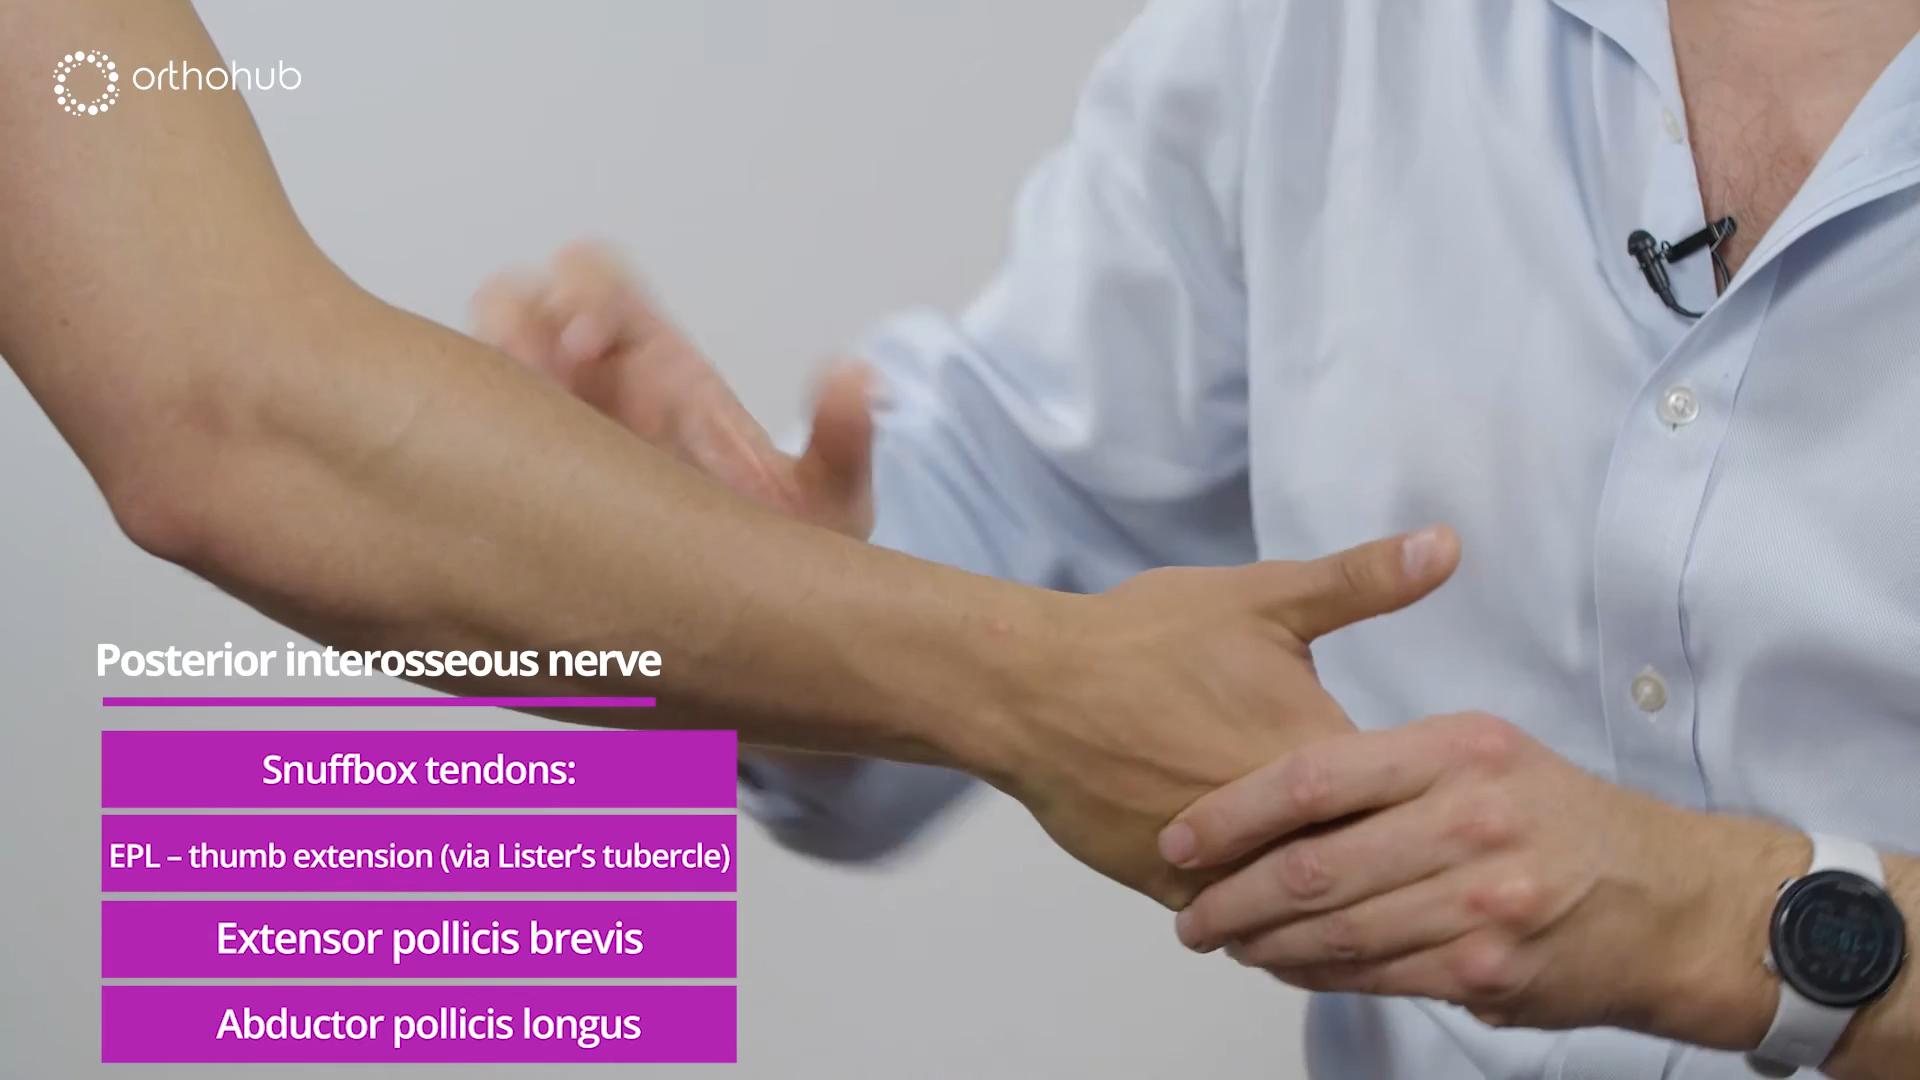 orthohub
Posterior interosseous nerve
Snuffbox tendons:
EPL – thumb extension (via Lister’s tubercle)
Extensor pollicis brevis
Abductor pollicis longus